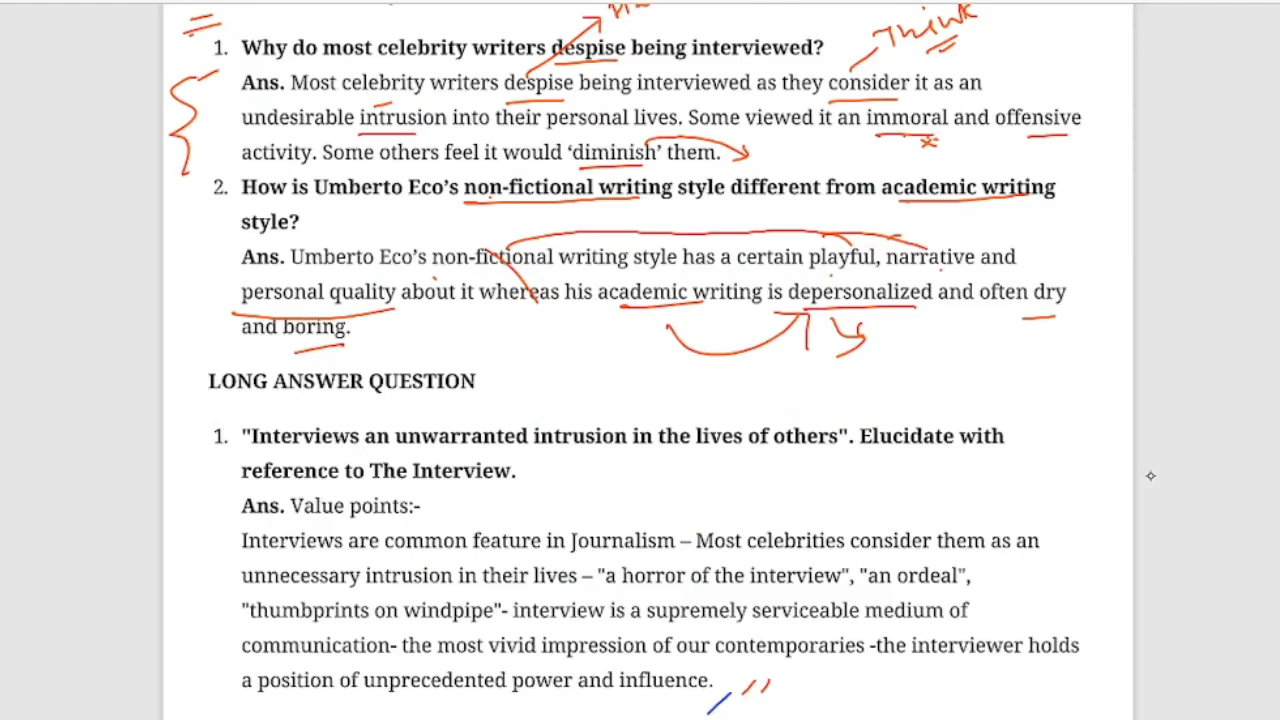 Think
1. Why do most celebrity writers despise being interviewed?
Ans. Most celebrity writers despise being interviewed as they consider it as an
undesirable intrusion into their personal lives. Some viewed it an immoral and offensive
activity. Some others feel it would ‘diminish’ them.
2. How is Umberto Eco’s non-fictional writing style different from academic writing
style?
Ans. Umberto Eco’s non-fictional writing style has a certain playful, narrative and
personal quality about it whereas his academic writing is depersonalized and often dry
and boring.
LONG ANSWER QUESTION
1. "Interviews an unwarranted intrusion in the lives of others". Elucidate with
reference to The Interview.
Ans. Value points:-
Interviews are common feature in Journalism – Most celebrities consider them as an
unnecessary intrusion in their lives – "a horror of the interview", "an ordeal",
"thumbprints on windpipe"- interview is a supremely serviceable medium of
communication- the most vivid impression of our contemporaries -the interviewer holds
a position of unprecedented power and influence.